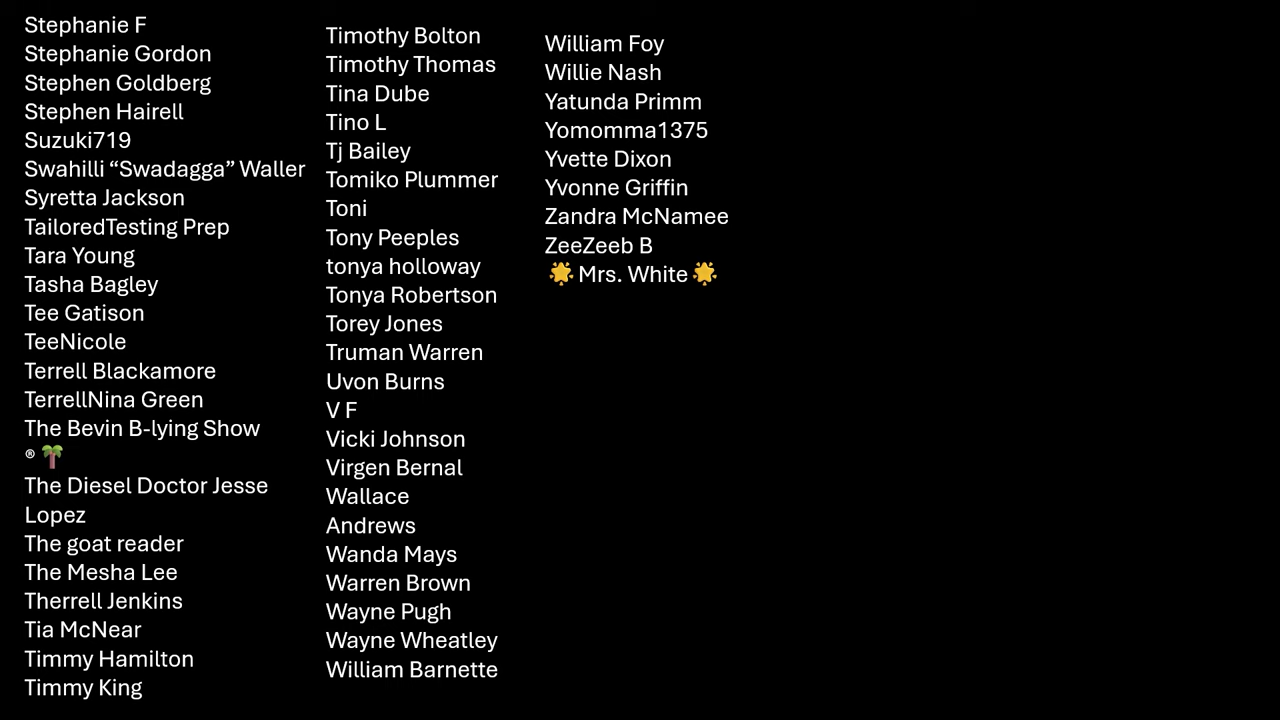 Stephanie F
Stephanie Gordon
Stephen Goldberg
Stephen Hairell
Suzuki719
Swahilli “Swadagga” Waller
Syretta Jackson
TailoredTesting Prep
Tara Young
Tasha Bagley
Tee Gatison
TeeNicole
Terrell Blackamore
TerrellNina Green
The Bevin B-lying Show
® 🌴
The Diesel Doctor Jesse
Lopez
The goat reader
The Mesha Lee
Therrell Jenkins
Tia McNear
Timmy Hamilton
Timmy King
Timothy Bolton
Timothy Thomas
Tina Dube
Tino L
Tj Bailey
Tomiko Plummer
Toni
Tony Peeples
tonya holloway
Tonya Robertson
Torey Jones
Truman Warren
Uvon Burns
V F
Vicki Johnson
Virgen Bernal
Wallace
Andrews
Wanda Mays
Warren Brown
Wayne Pugh
Wayne Wheatley
William Barnette
William Foy
Willie Nash
Yatunda Primm
Yomomma1375
Yvette Dixon
Yvonne Griffin
Zandra McNamee
ZeeZeeb B
🌟 Mrs. White 🌟